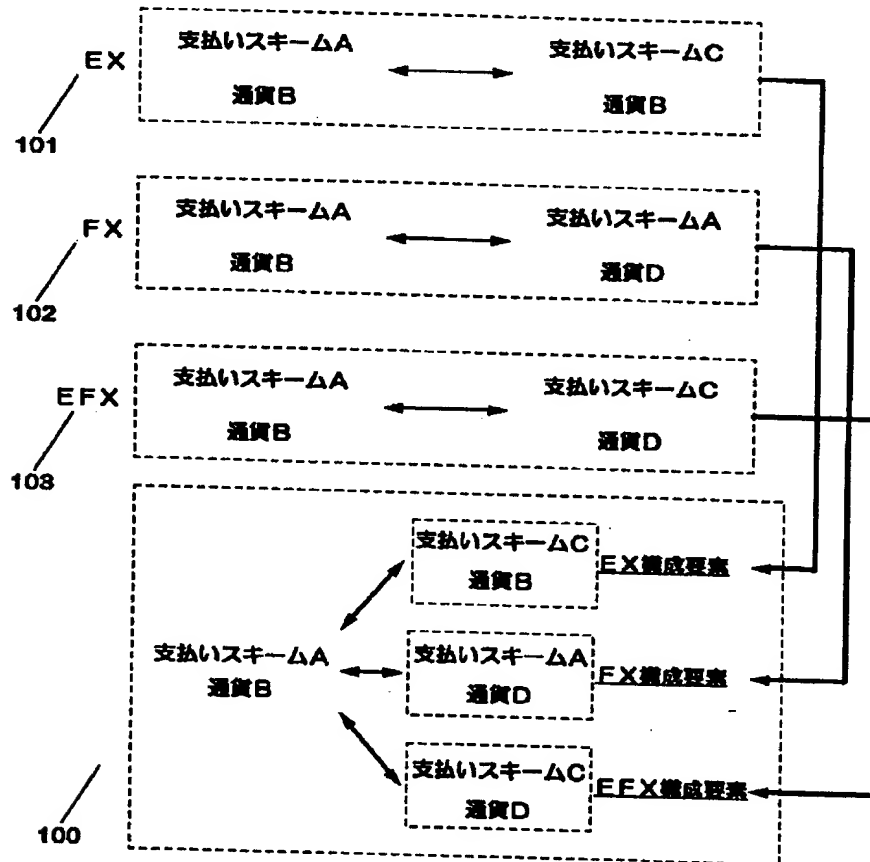 EX
支払いスキームA
支払いスキームC
通貨B
通貨B
101
FX
支払いスキームA
支払いスキームA
通貨B
通貨D
102
EFX
支払いスキームA
支払いスキームC
通貨B
通貨D
103
支払いスキームC
通貨B
EX構成要素
支払いスキームA
通貨B
支払いスキームA
通貨D
FX構成要素
支払いスキームC
通貨D
EFX構成要素
100